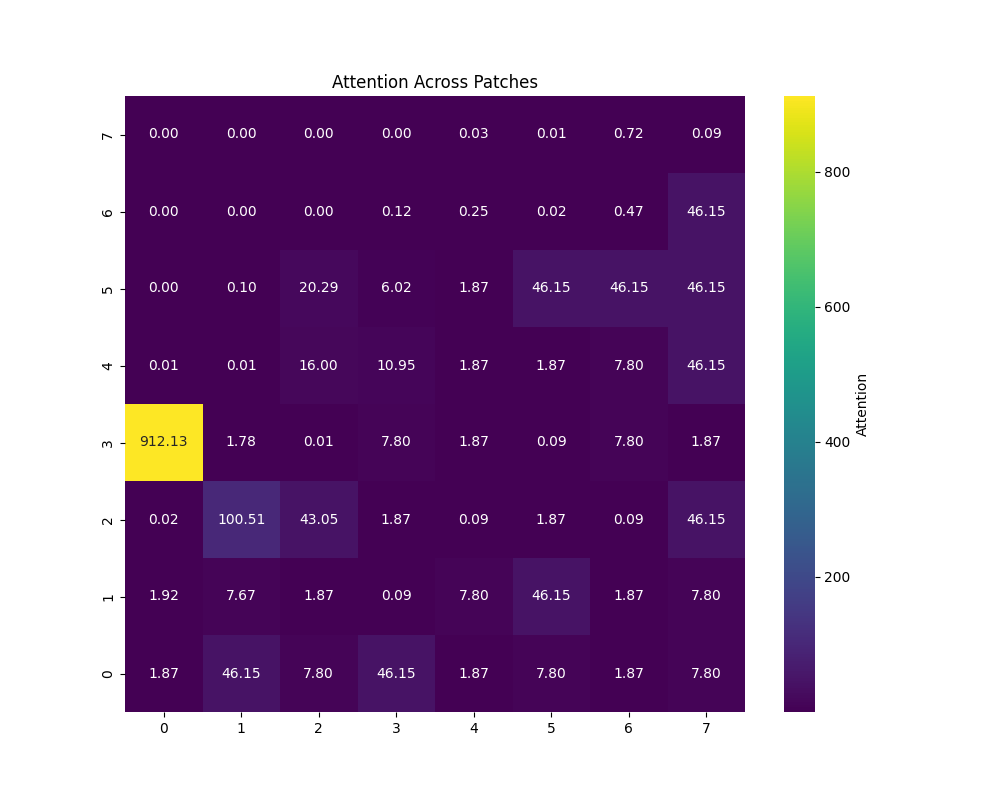 Attention Across Patches
7 0.00 0.00 0.00 0.00 0.03 0.01 0.72 0.09
6 0.00 0.00 0.00 0.12 0.25 0.02 0.47 46.15
5 0.00 0.10 20.29 6.02 1.87 46.15 46.15 46.15
4 0.01 0.01 16.00 10.95 1.87 1.87 7.80 46.15
3 912.13 1.78 0.01 7.80 1.87 0.09 7.80 1.87
2 0.02 100.51 43.05 1.87 0.09 1.87 0.09 46.15
1 1.92 7.67 1.87 0.09 7.80 46.15 1.87 7.80
0 1.87 46.15 7.80 46.15 1.87 7.80 1.87 7.80
0 1 2 3 4 5 6 7
800
600
400
200
Attention